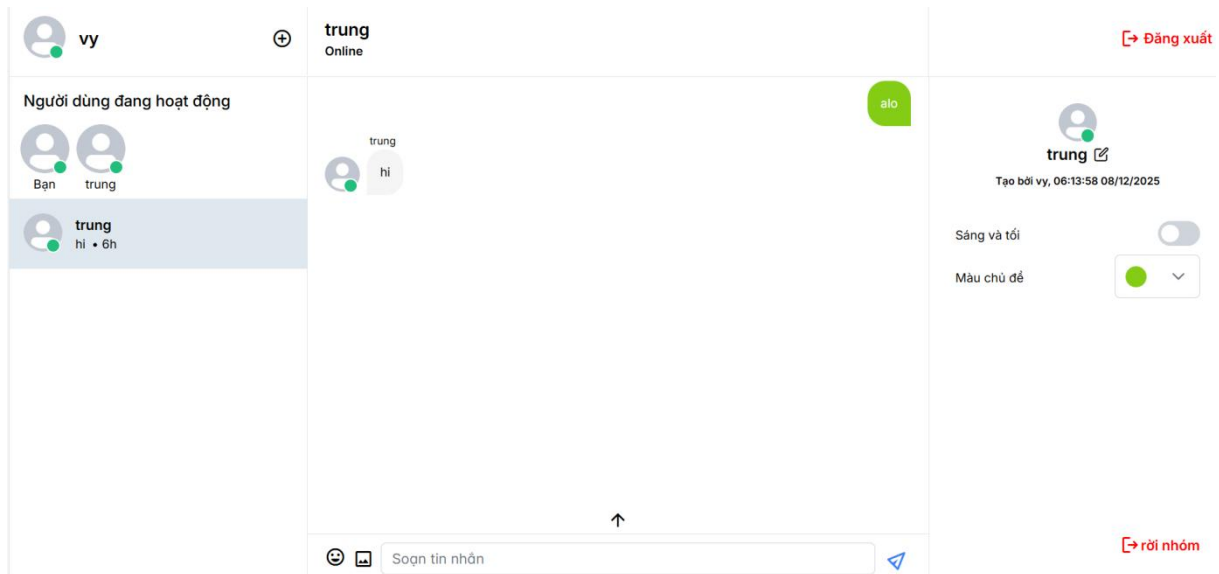 vy
Người dùng đang hoạt động
Bạn
trung
trung
hi • 6h
trung
Online
alo
trung
hi
Soạn tin nhắn
Đăng xuất
trung
Tạo bởi vy, 06:13:58 08/12/2025
Sáng và tối
Màu chủ đề
rời nhóm